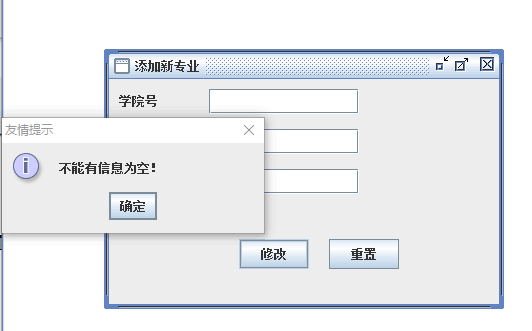 添加新专业
学院号
友情提示
不能有信息为空！
确定
修改
重置